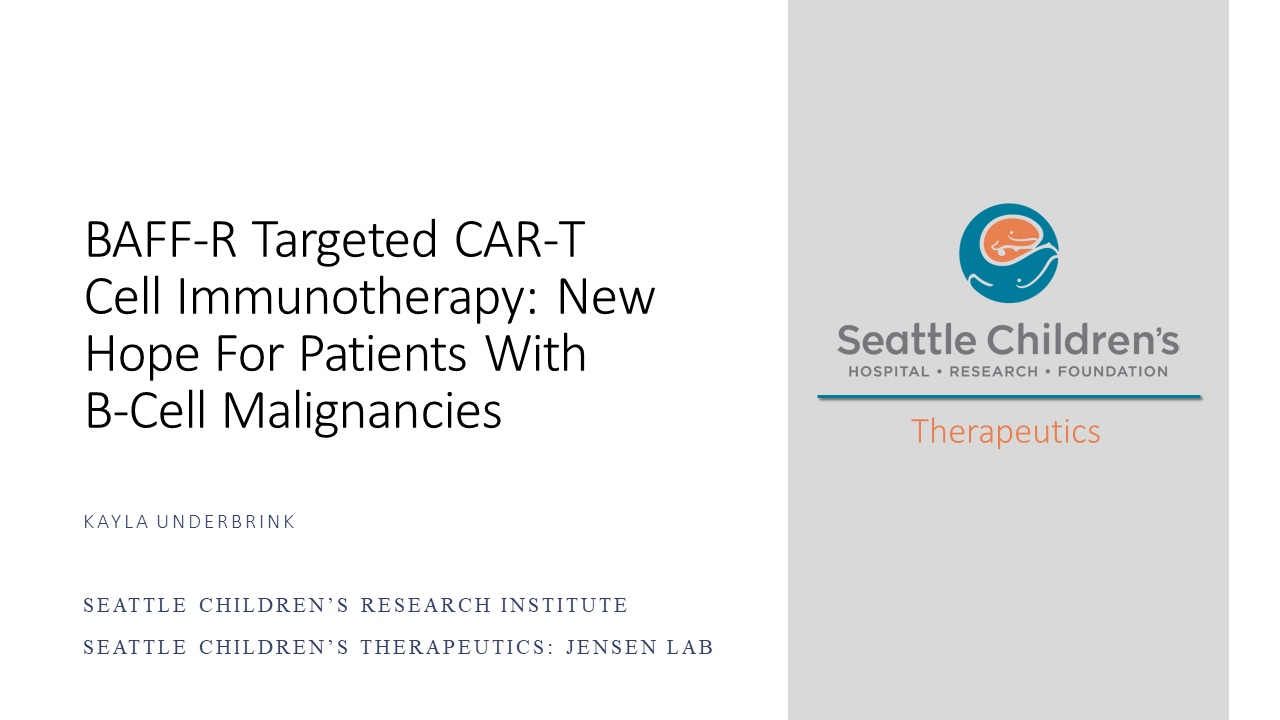 BAFF-R Targeted CAR-T
Cell Immunotherapy: New
Hope For Patients With
B-Cell Malignancies
KAYLA UNDERBRINK
SEATTLE CHILDREN’S RESEARCH INSTITUTE
SEATTLE CHILDREN’S THERAPEUTICS: JENSEN LAB
Seattle Children’s
HOSPITAL • RESEARCH • FOUNDATION
Therapeutics